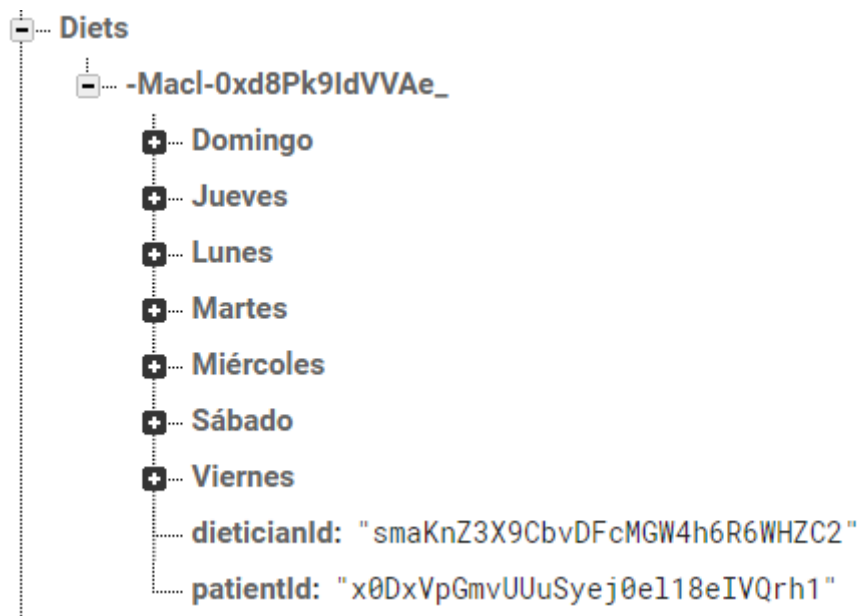 Diets
-Macl-0xd8Pk9IdVVAe_
Domingo
Jueves
Lunes
Martes
Miércoles
Sábado
Viernes
dieticianId: "smaKnZ3X9CbvDFcMGW4h6R6WHZC2"
patientId: "x0DxVpGmvUUuSyej0el18eIVQrh1"